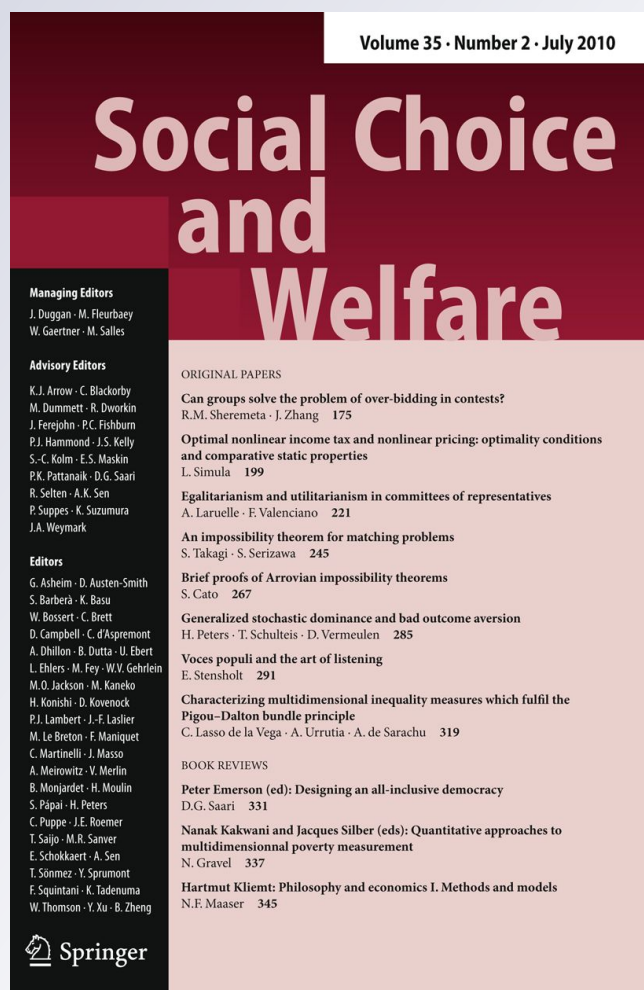 Volume 35 · Number 2 · July 2010
Social Choice
and
Welfare
Managing Editors
J. Duggan · M. Fleurbaey
W. Gaertner · M. Salles
Advisory Editors
K.J. Arrow · C. Blackorby
M. Dummett · R. Dworkin
J. Ferejohn · P.C. Fishburn
P.J. Hammond · J.S. Kelly
S.-C. Kolm · E.S. Maskin
P.K. Pattanaik · D.G. Saari
R. Selten · A.K. Sen
P. Suppes · K. Suzumura
J.A. Weymark
Editors
G. Asheim · D. Austen-Smith
S. Barberà · K. Basu
W. Bossert · C. Brett
D. Campbell · C. d'Aspremont
A. Dhillon · B. Dutta · U. Ebert
L. Ehlers · M. Fey · W.V. Gehrlein
M.O. Jackson · M. Kaneko
H. Konishi · D. Kovenock
P.J. Lambert · J.-F. Laslier
M. Le Breton · F. Maniquet
C. Martinelli · J. Masso
A. Meirowitz · V. Merlin
B. Monjardet · H. Moulin
S. Pápai · H. Peters
C. Puppe · J.E. Roemer
T. Saijo · M.R. Sanver
E. Schokkaert · A. Sen
T. Sönmez · Y. Sprumont
F. Squintani · K. Tadenuma
W. Thomson · Y. Xu · B. Zheng
Springer
ORIGINAL PAPERS
Can groups solve the problem of over-bidding in contests?
R.M. Sheremeta · J. Zhang 175
Optimal nonlinear income tax and nonlinear pricing: optimality conditions
and comparative static properties
L. Simula 199
Egalitarianism and utilitarianism in committees of representatives
A. Laruelle · F. Valenciano 221
An impossibility theorem for matching problems
S. Takagi · S. Serizawa 245
Brief proofs of Arrovian impossibility theorems
S. Cato 267
Generalized stochastic dominance and bad outcome aversion
H. Peters · T. Schulteis · D. Vermeulen 285
Voces populi and the art of listening
E. Stensholt 291
Characterizing multidimensional inequality measures which fulfil the
Pigou–Dalton bundle principle
C. Lasso de la Vega · A. Urrutia · A. de Sarachu 319
BOOK REVIEWS
Peter Emerson (ed): Designing an all-inclusive democracy
D.G. Saari 331
Nanak Kakwani and Jacques Silber (eds): Quantitative approaches to
multidimensionnal poverty measurement
N. Gravel 337
Hartmut Kliemt: Philosophy and economics I. Methods and models
N.F. Maaser 345